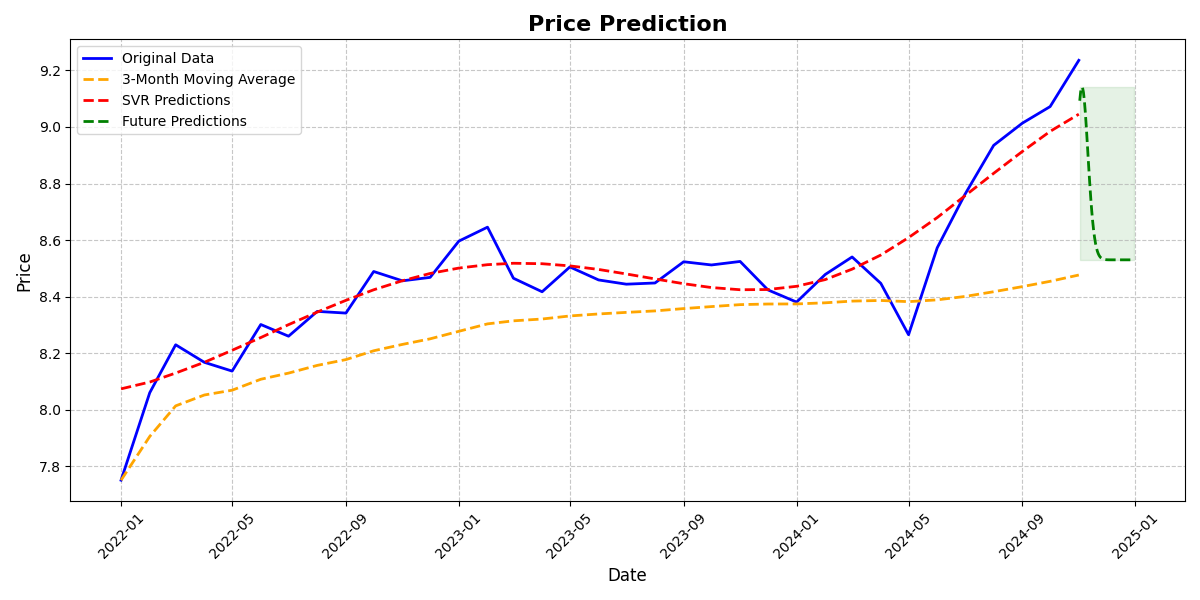 Price Prediction
Original Data
3-Month Moving Average
SVR Predictions
Future Predictions
Price
9.2
9.0
8.8
8.6
8.4
8.2
8.0
7.8
2022-01
2022-05
2022-09
2023-01
2023-05
2023-09
2024-01
2024-05
2024-09
2025-01
Date